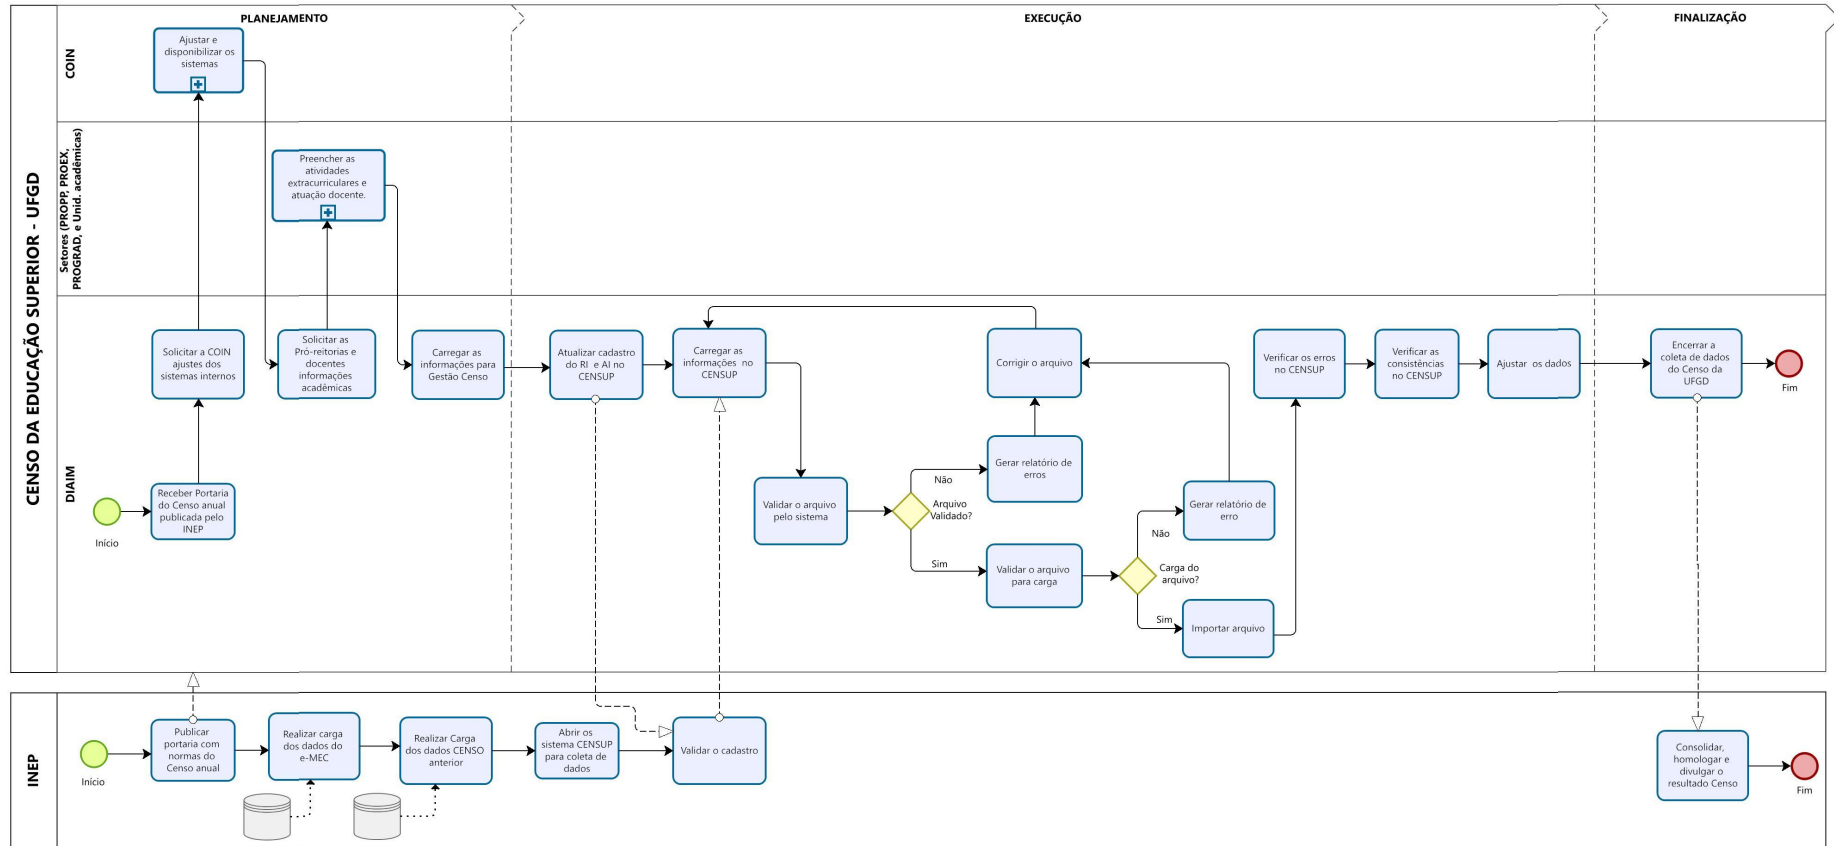 PLANEJAMENTO
EXECUÇÃO
FINALIZAÇÃO
CENSO DA EDUCAÇÃO SUPERIOR - UFGD
COIN
Ajustar e
disponibilizar os
sistemas
Setores (PROPP, PROEX,
PROGRAD, e Unid. acadêmicas)
Preencher as
atividades
extracurriculares e
atuação docente.
DIAIM
Solicitar a COIN
ajustes dos
sistemas internos
Solicitar as
Pró-reitorias e
docentes
informações
acadêmicas
Carregar as
informações para
Gestão Censo
Atualizar cadastro
do RI e AI no
CENSUP
Carregar as
informações no
CENSUP
Corrigir o arquivo
Verificar os erros
no CENSUP
Verificar as
consistências
no CENSUP
Ajustar os dados
Encerrar a
coleta de dados
do Censo da
UFGD
Fim
Início
Receber Portaria
do Censo anual
publicada pelo
INEP
Validar o arquivo
pelo sistema
Arquivo
Validado?
Não
Gerar relatório de
erros
Sim
Validar o arquivo
para carga
Carga do
arquivo?
Não
Gerar relatório de
erro
Sim
Importar arquivo
INEP
Início
Publicar
portaria com
normas do
Censo anual
Realizar carga
dos dados do
e-MEC
Realizar Carga
dos dados CENSO
anterior
Abrir os
sistema CENSUP
para coleta de
dados
Validar o cadastro
Consolidar,
homologar e
divulgar o
resultado Censo
Fim